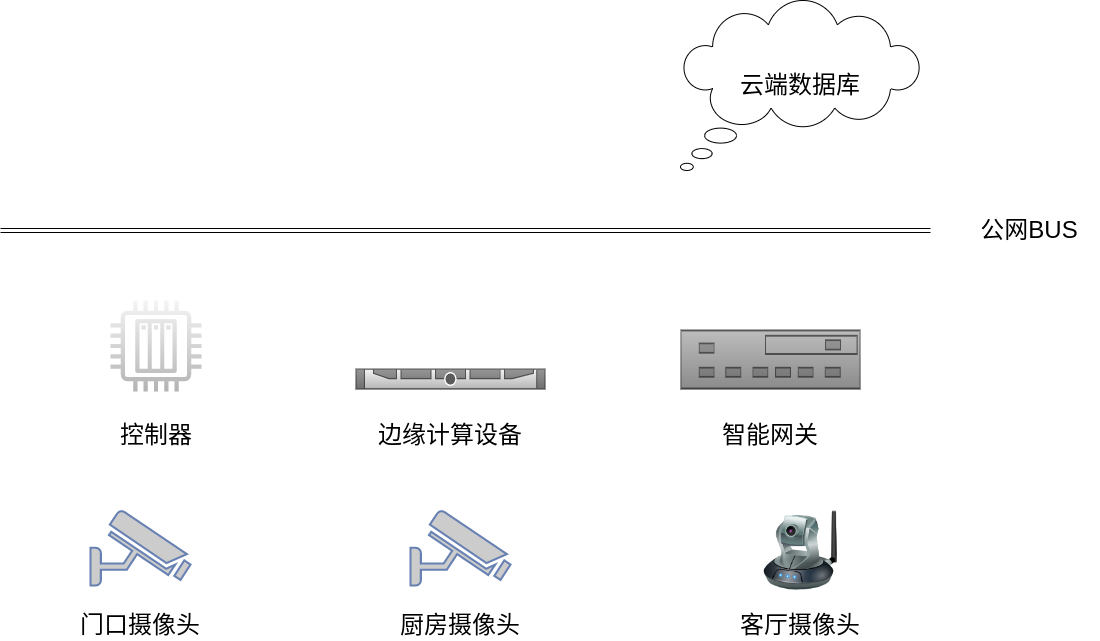 云端数据库
公网BUS
控制器
边缘计算设备
智能网关
门口摄像头
厨房摄像头
客厅摄像头